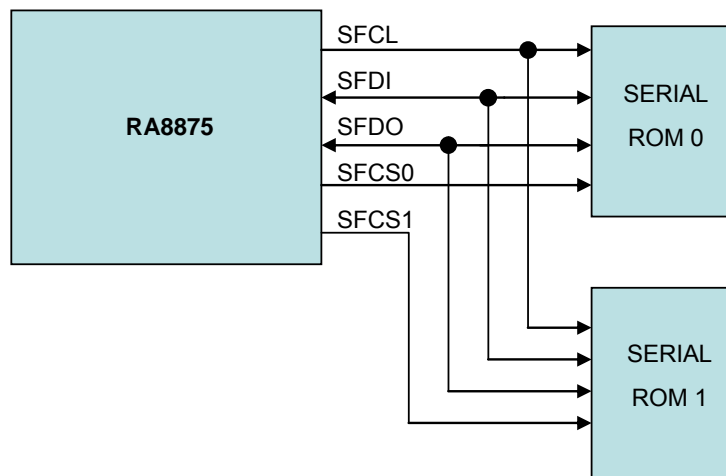 SFCL
SFDI
SFDO
SFCS0
SFCS1
RA8875
SERIAL
ROM 0
SERIAL
ROM 1